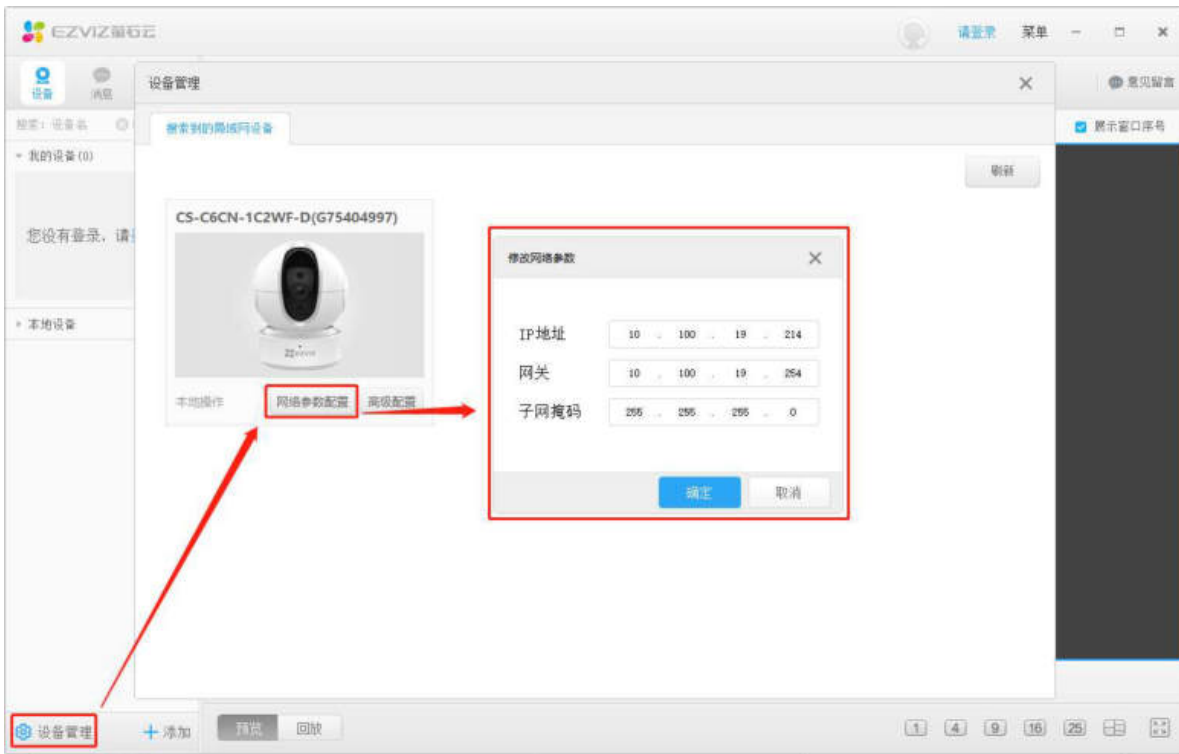 EZVIZ萤石云
请登录 菜单
设备 消息
设备管理
意见留言
搜索：设备名
搜索到的局域网设备
展示窗口序号
我的设备(0)
刷新
CS-C6CN-1C2WF-D(G75404997)
您没有登录，请
修改网络参数
本地设备
IP地址 10 . 100 . 19 . 214
网关 10 . 100 . 19 . 254
子网掩码 255 . 255 . 255 . 0
本地操作 网络参数配置 高级配置
确定 取消
设备管理 添加 预览 回放 1 4 9 16 25